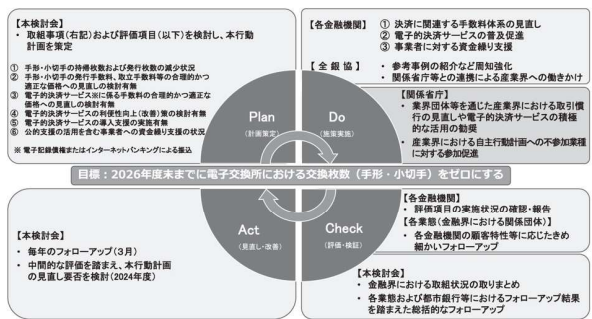 【本検討会】
・ 取組事項（右記）および評価項目（以下）を検討し、本行動
計画を策定
① 手形・小切手の持帰枚数および発行枚数の減少状況
② 手形・小切手の発行手数料、取立手数料等の合理的かつ
適正な価格への見直しの検討有無
③ 電子的決済サービス※に係る手数料の合理的かつ適正な
価格への見直しの検討有無
④ 電子的決済サービスの利便性向上（改善）策の検討有無
⑤ 電子的決済サービスの導入支援の実施有無
⑥ 公的支援の活用を含む事業者への資金繰り支援の状況
※ 電子記録債権またはインターネットバンキングによる振込
【各金融機関】
① 決済に関連する手数料体系の見直し
② 電子的決済サービスの普及促進
③ 事業者に対する資金繰り支援
【全銀協】
・ 参考事例の紹介など周知強化
・ 関係省庁等との連携による産業界への働きかけ
【関係省庁】
・ 業界団体等を通じた産業界における取引慣
行の見直しや電子的決済サービスの積極
的な活用の勧奨
・ 産業界における自主行動計画への不参加業種
に対する参加促進
Plan
（計画策定）
Do
（施策実施）
目標：2026年度末までに電子交換所における交換枚数（手形・小切手）をゼロにする
Act
（見直し・改善）
Check
（評価・検証）
【本検討会】
・ 毎年のフォローアップ（3月）
・ 中間的な評価を踏まえ、本行動計画
の見直し要否を検討（2024年度）
【各金融機関】
・ 評価項目の実施状況の確認・報告
【各業態（金融界における関係団体）】
・ 各金融機関の顧客特性等に応じたきめ
細かいフォローアップ
【本検討会】
・ 金融界における取組状況の取りまとめ
・ 各業態および都市銀行等におけるフォローアップ結果
を踏まえた総括的なフォローアップ